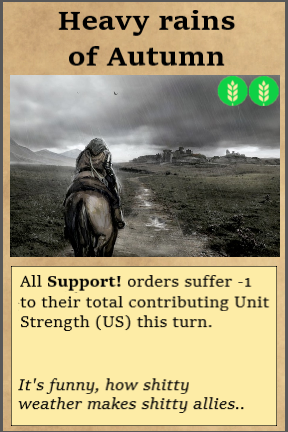 Heavy rains
of Autumn
All Support! orders suffer -1
to their total contributing Unit
Strength (US) this turn.
It's funny, how shitty
weather makes shitty allies..